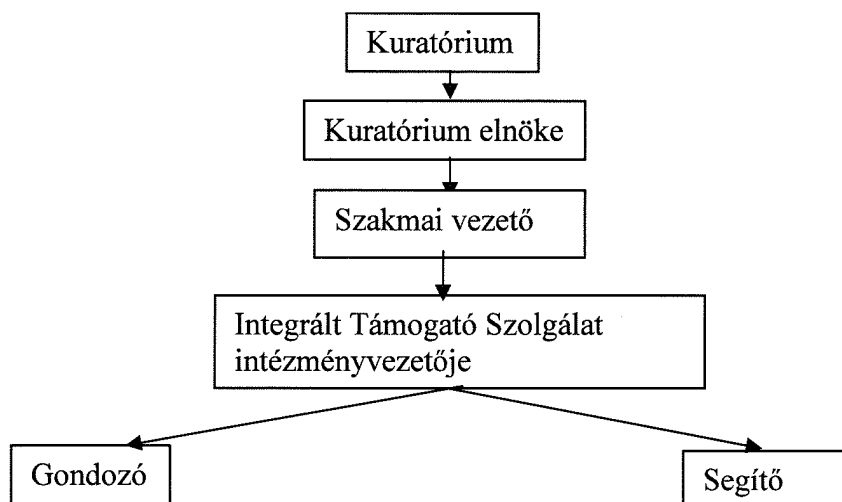 Kuratórium
Kuratórium elnöke
Szakmai vezető
Integrált Támogató Szolgálat
intézményvezetője
Gondozó
Segítő